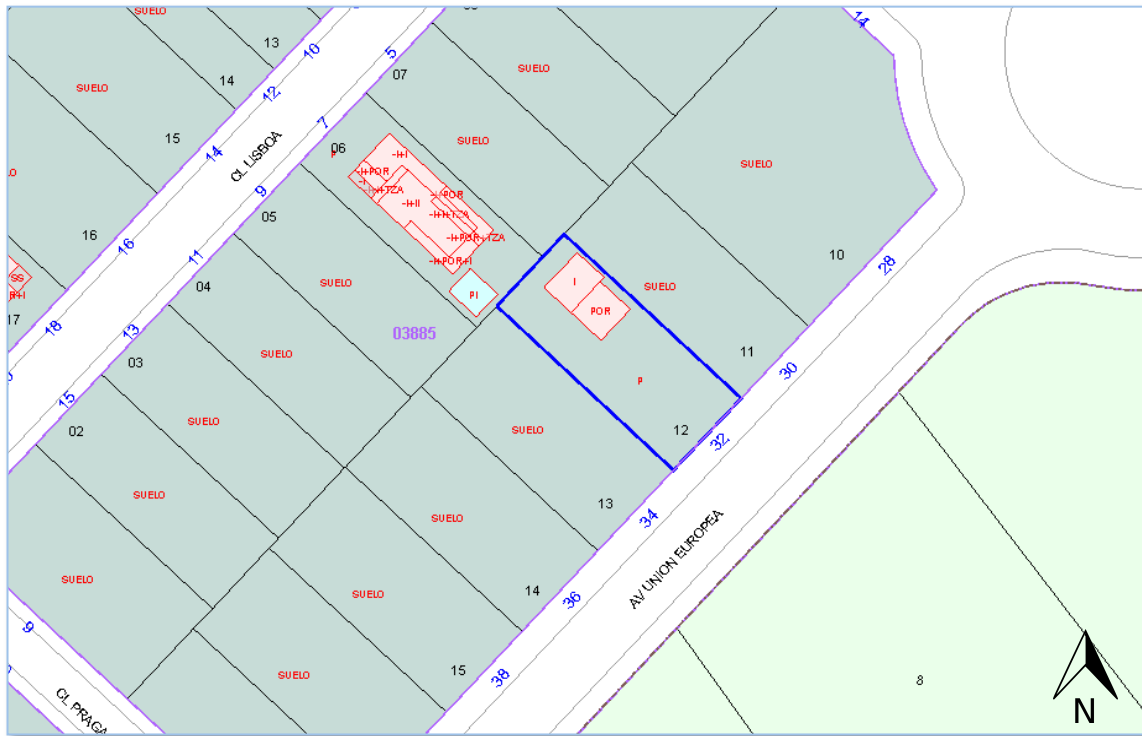 SUELO
13
10
5
14
14
12
07
SUELO
SUELO
15
14
CL LISBOA
7
06
P
-I+I
SUELO
SUELO
-I+POR
-I+POR
-I+TZA
-I+II
-I+TZA
9
05
16
16
-I+POR+TZA
-I+POR+I
10
28
11
SS
R+I
04
SUELO
PI
I
SUELO
POR
17
18
13
03885
03
SUELO
11
30
15
P
02
SUELO
SUELO
12
32
SUELO
SUELO
13
34
AV UNION EUROPEA
SUELO
SUELO
14
36
9
SUELO
15
38
8
CL PRAGA
N